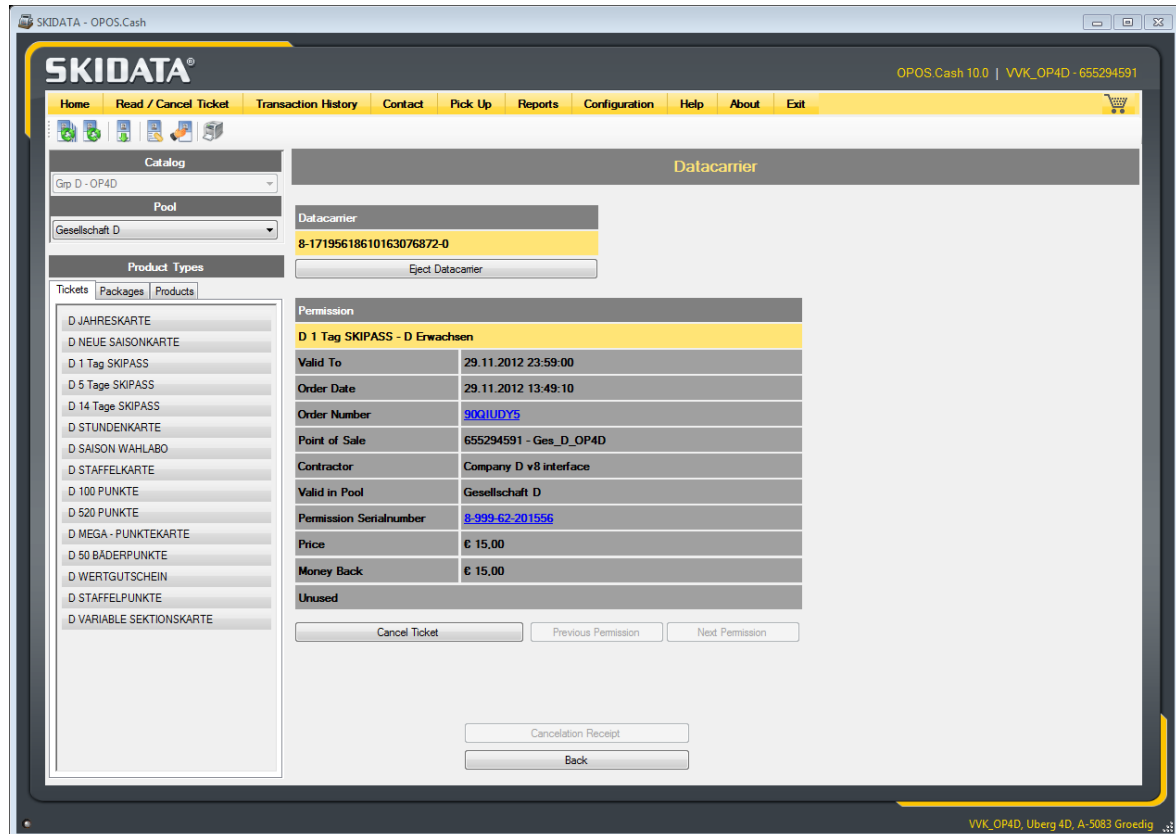 SKIDATA - OPOS.Cash
SKIDATA®
OPOS.Cash 10.0 | VVK_OP4D - 655294591
Home Read / Cancel Ticket Transaction History Contact Pick Up Reports Configuration Help About Exit
Catalog
Grp D - OP4D
Pool
Gesellschaft D
Product Types
Tickets Packages Products
D JAHRESKARTE
D NEUE SAISONKARTE
D 1 Tag SKIPASS
D 5 Tage SKIPASS
D 14 Tage SKIPASS
D STUNDENKARTE
D SAISON WAHLABO
D STAFFELKARTE
D 100 PUNKTE
D 520 PUNKTE
D MEGA - PUNKTEKARTE
D 50 BÄDERPUNKTE
D WERTGUTSCHEIN
D STAFFELPUNKTE
D VARIABLE SEKTIONSKARTE
Datacarrier
Datacarrier
8-17195618610163076872-0
Eject Datacarrier
Permission
D 1 Tag SKIPASS - D Erwachsen
Valid To 29.11.2012 23:59:00
Order Date 29.11.2012 13:49:10
Order Number 90QIUDY5
Point of Sale 655294591 - Ges_D_OP4D
Contractor Company D v8 interface
Valid in Pool Gesellschaft D
Permission Serialnumber 8-999-62-201556
Price € 15,00
Money Back € 15,00
Unused
Cancel Ticket Previous Permission Next Permission
Cancelation Receipt
Back
VVK_OP4D, Uberg 4D, A-5083 Groedig